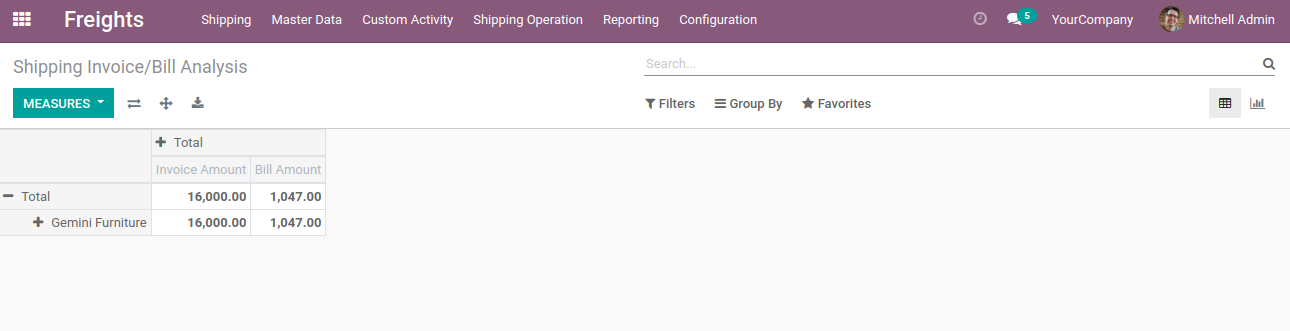 Freights Shipping Master Data Custom Activity Shipping Operation Reporting Configuration 5 YourCompany Mitchell Admin
Shipping Invoice/Bill Analysis Search...
MEASURES Filters Group By Favorites
Total
Invoice Amount Bill Amount
Total 16,000.00 1,047.00
Gemini Furniture 16,000.00 1,047.00